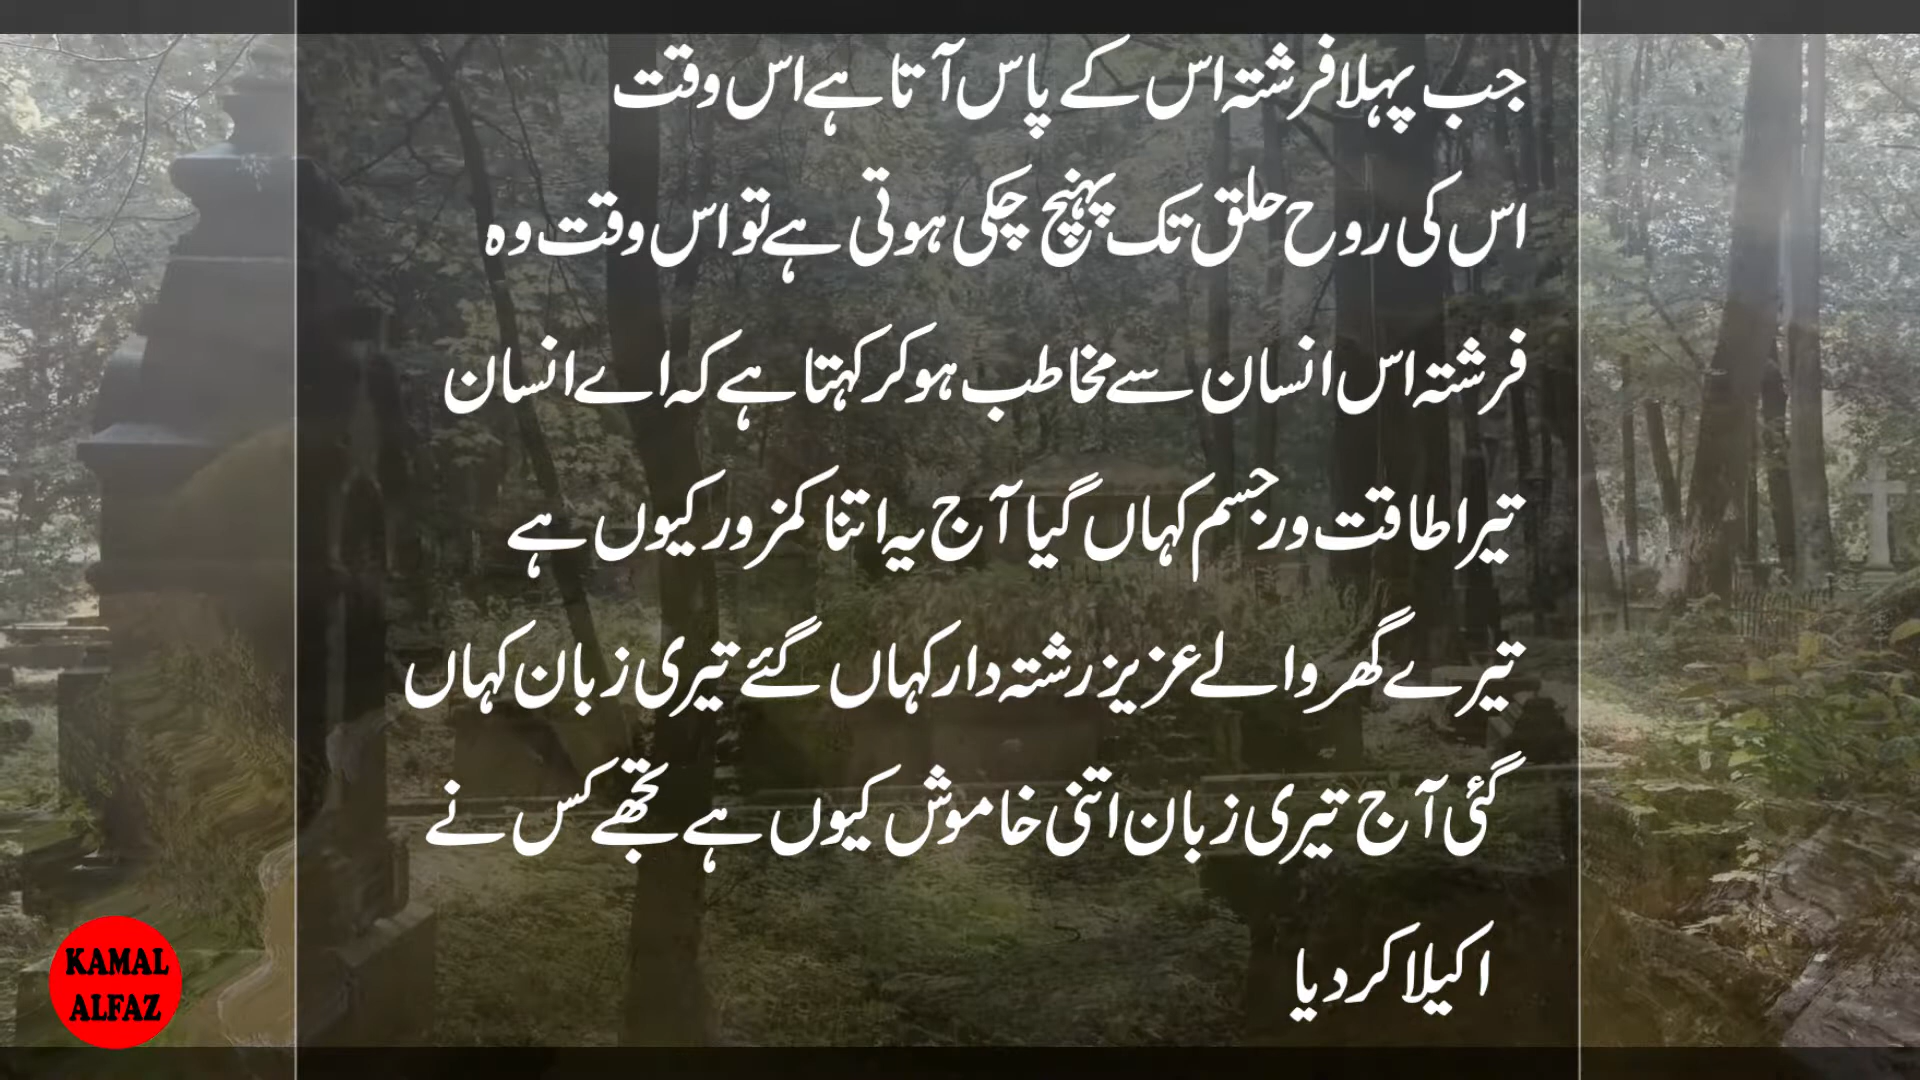 جب پہلا فرشتہ اس کے پاس آتا ہے اس وقت
اس کی روح حلق تک پہنچ چکی ہوتی ہے تو اس وقت وہ
فرشتہ اس انسان سے مخاطب ہو کر کہتا ہے کہ اے انسان
تیرا طاقت ور جسم کہاں گیا آج یہ اتنا کمزور کیوں ہے
تیرے گھر والے عزیز رشتہ دار کہاں گئے تیری زبان کہاں
گئی آج تیری زبان اتنی خاموش کیوں ہے تجھے کس نے
اکیلا کر دیا
KAMAL
ALFAZ